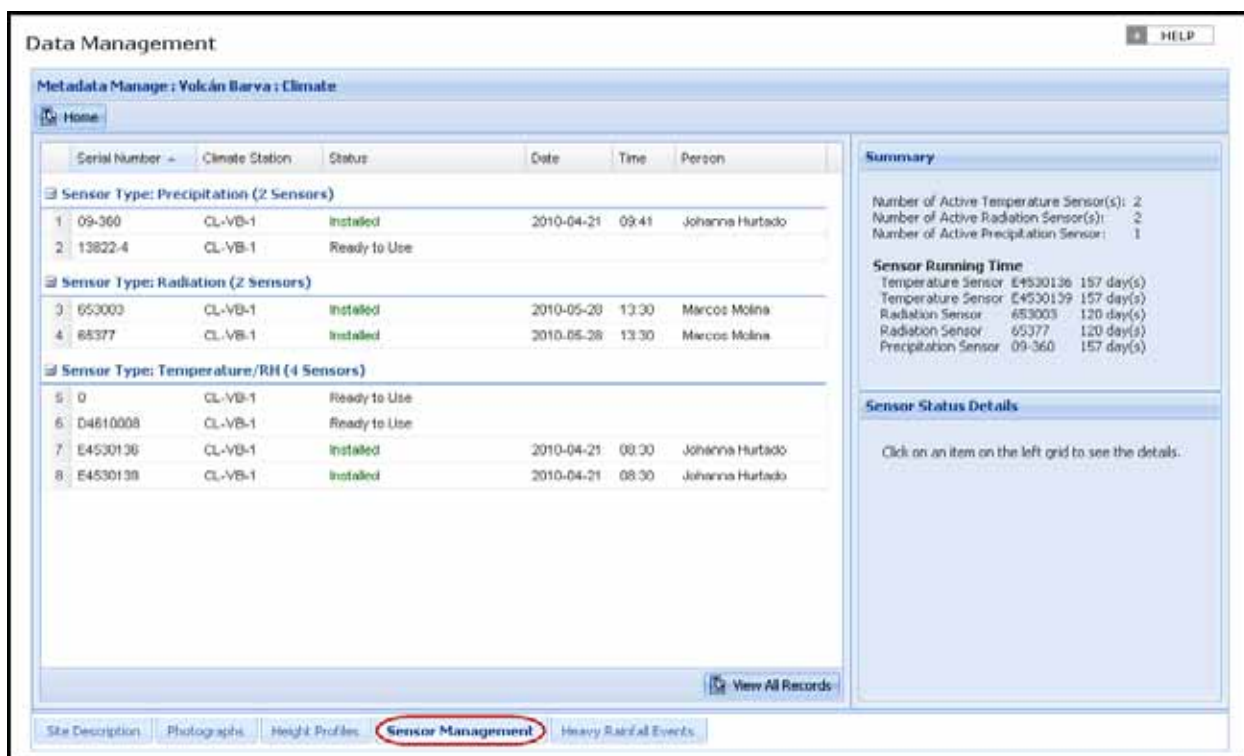 Data Management
HELP
Metadata Manage : Volcán Barva : Climate
Home
Serial Number Climate Station Status Date Time Person
Sensor Type: Precipitation (2 Sensors)
1 09-360 CL-VB-1 Installed 2010-04-21 09:41 Johanna Hurtado
2 13822-4 CL-VB-1 Ready to Use
Sensor Type: Radiation (2 Sensors)
3 653003 CL-VB-1 Installed 2010-05-28 13:30 Marcos Molina
4 65377 CL-VB-1 Installed 2010-05-28 13:30 Marcos Molina
Sensor Type: Temperature/RH (4 Sensors)
5 0 CL-VB-1 Ready to Use
6 D4610008 CL-VB-1 Ready to Use
7 E4530136 CL-VB-1 Installed 2010-04-21 08:30 Johanna Hurtado
8 E4530139 CL-VB-1 Installed 2010-04-21 08:30 Johanna Hurtado
View All Records
Summary
Number of Active Temperature Sensor(s): 2
Number of Active Radiation Sensor(s): 2
Number of Active Precipitation Sensor: 1
Sensor Running Time
Temperature Sensor E4530136 157 day(s)
Temperature Sensor E4530139 157 day(s)
Radiation Sensor 653003 120 day(s)
Radiation Sensor 65377 120 day(s)
Precipitation Sensor 09-360 157 day(s)
Sensor Status Details
Click on an item on the left grid to see the details.
Site Description Photographs Height Profiles Sensor Management Heavy Rainfall Events